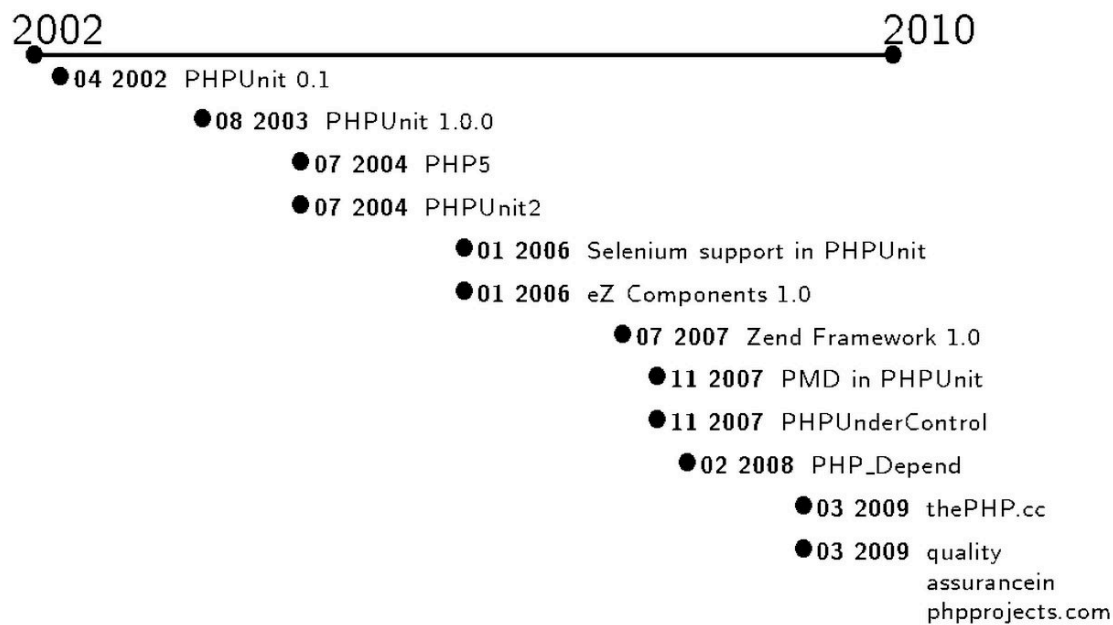 2002 2010
04 2002 PHPUnit 0.1
08 2003 PHPUnit 1.0.0
07 2004 PHP5
07 2004 PHPUnit2
01 2006 Selenium support in PHPUnit
01 2006 eZ Components 1.0
07 2007 Zend Framework 1.0
11 2007 PMD in PHPUnit
11 2007 PHPUnderControl
02 2008 PHP_Depend
03 2009 thePHP.cc
03 2009 quality
assurancein
phpprojects.com